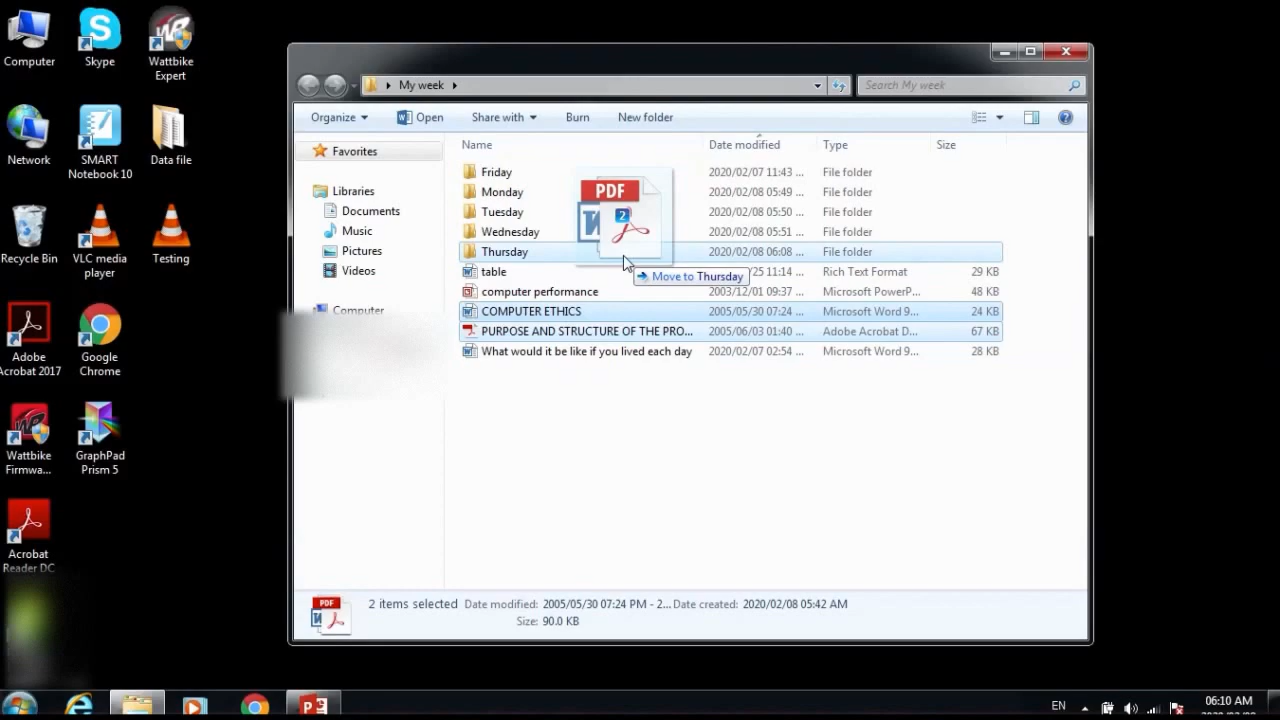 Computer
Skype
Wattbike
Expert
Network
SMART
Notebook 10
Data file
Recycle Bin
VLC media
player
Testing
Adobe
Acrobat 2017
Google
Chrome
Wattbike
Firmwa...
GraphPad
Prism 5
Acrobat
Reader DC
My week
Search My week
Organize
Open
Share with
Burn
New folder
Favorites
Libraries
Documents
Music
Pictures
Videos
Computer
Name Date modified Type Size
Friday 2020/02/07 11:43 ... File folder
Monday 2020/02/08 05:49 ... File folder
Tuesday 2020/02/08 05:50 ... File folder
Wednesday 2020/02/08 05:51 ... File folder
Thursday 2020/02/08 06:08 ... File folder
table /25 11:14 ... Rich Text Format 29 KB
computer performance 2003/12/01 09:37 ... Microsoft PowerP... 48 KB
COMPUTER ETHICS 2005/05/30 07:24 ... Microsoft Word 9... 24 KB
PURPOSE AND STRUCTURE OF THE PRO... 2005/06/03 01:40 ... Adobe Acrobat D... 67 KB
What would it be like if you lived each day 2020/02/07 02:54 ... Microsoft Word 9... 28 KB
PDF
2
Move to Thursday
PDF
2 items selected Date modified: 2005/05/30 07:24 PM - 2... Date created: 2020/02/08 05:42 AM
Size: 90.0 KB
EN
06:10 AM